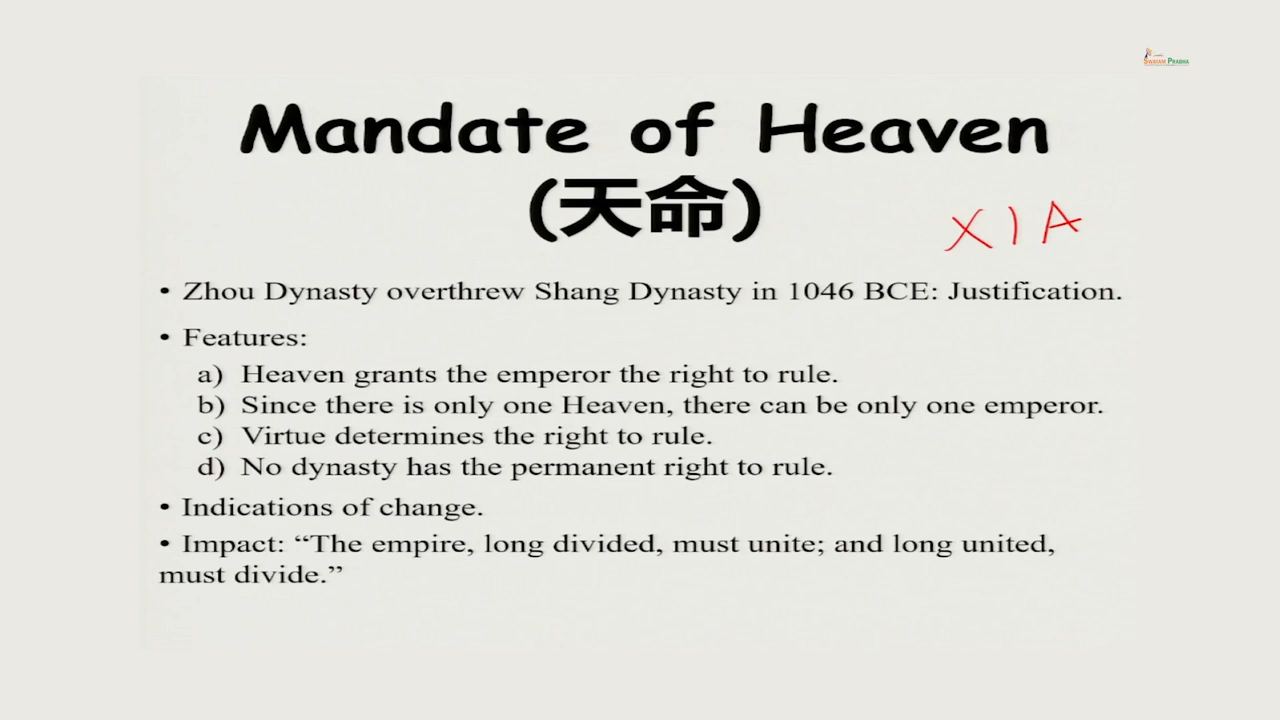 SWAYAM PRABHA
Mandate of Heaven
(天命)
XIA
• Zhou Dynasty overthrew Shang Dynasty in 1046 BCE: Justification.
• Features:
a) Heaven grants the emperor the right to rule.
b) Since there is only one Heaven, there can be only one emperor.
c) Virtue determines the right to rule.
d) No dynasty has the permanent right to rule.
• Indications of change.
• Impact: “The empire, long divided, must unite; and long united,
must divide.”